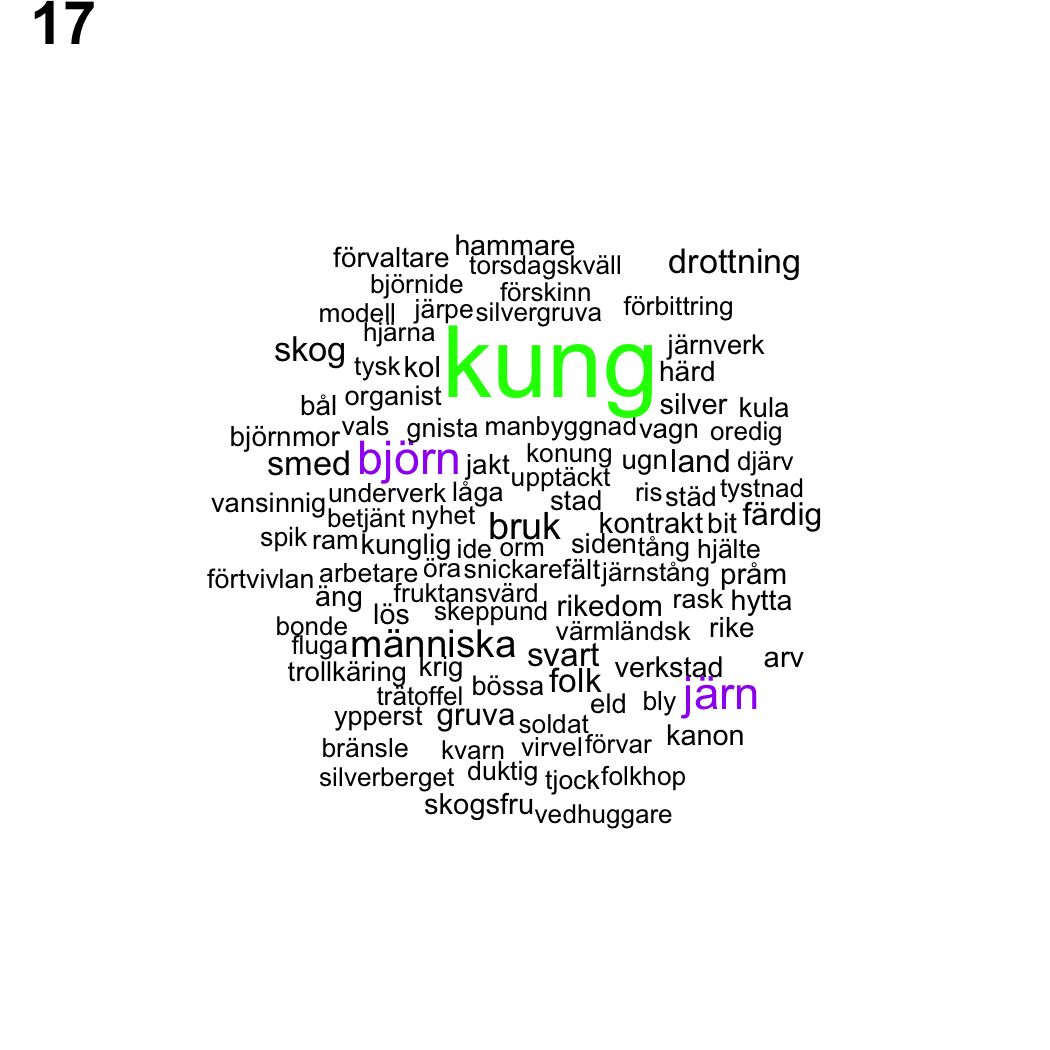 17
hammare
förvaltare
torsdagskväll
drottning
björnide
förskinn
modell
järpe
silvergruva
förbittring
hjärna
kung
järnverk
skog
tysk
kol
härd
organist
bål
silver
kula
björnmor
vals
gnista
manbyggnad
vagn
oredig
smed
björn
jakt
konung
ugn
land
djärv
upptäckt
vansinnig
underverk
låga
stad
ris
städ
tystnad
betjänt
nyhet
bruk
kontrakt
bit
färdig
spik
ram
kunglig
ide
orm
siden
tång
hjälte
förtvivlan
arbetare
öra
snickare
fält
järnstång
pråm
äng
fruktansvärd
lös
skeppund
rikedom
rask
hytta
bonde
värmländsk
rike
fluga
människa
svart
verkstad
arv
trollkäring
krig
trätoffel
bössa
folk
eld
bly
järn
ypperst
gruva
soldat
kanon
bränsle
kvarn
virvel
förvar
silverberget
duktig
tjock
folkhop
skogsfru
vedhuggare